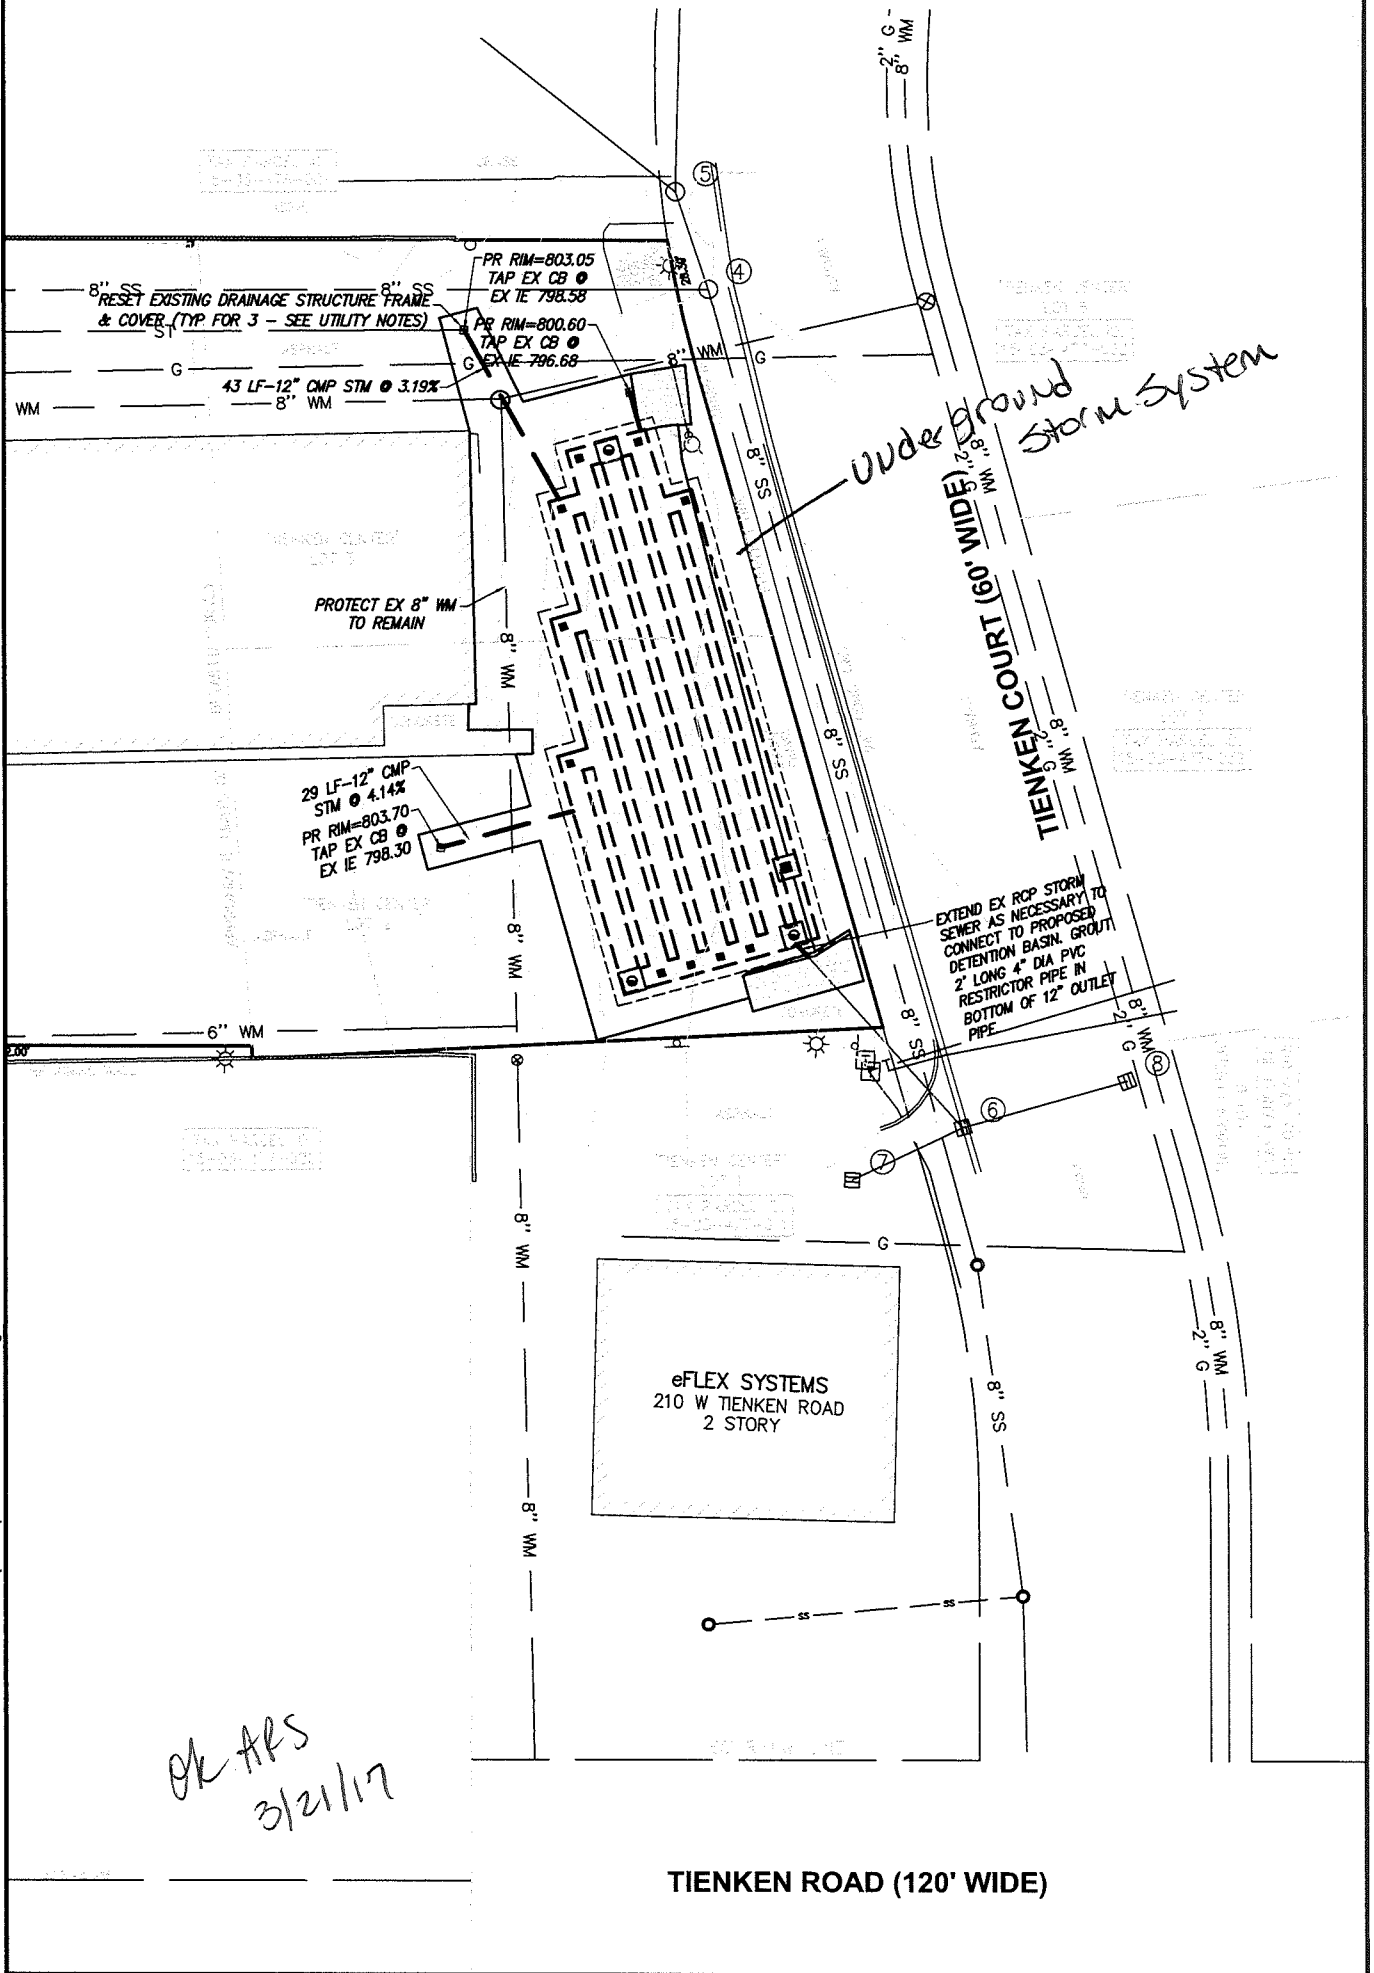 2" G
8" WM
5
4
PR RIM=803.05
TAP EX CB @
EX IE 798.58
8" SS
8" SS
RESET EXISTING DRAINAGE STRUCTURE FRAME
& COVER (TYP. FOR 3 - SEE UTILITY NOTES)
ST
PR RIM=800.60
TAP EX CB @
EX IE 796.68
G
G
8" WM
G
43 LF-12" CMP STM @ 3.19%
WM
8" WM
Underground
Storm System
8" SS
8" WM
2" G
PROTECT EX 8" WM
TO REMAIN
8" WM
TIENKEN COURT (60' WIDE)
8" SS
8" WM
2" G
29 LF-12" CMP
STM @ 4.14%
PR RIM=803.70
TAP EX CB @
EX IE 798.30
8" WM
EXTEND EX RCP STORM
SEWER AS NECESSARY TO
CONNECT TO PROPOSED
DETENTION BASIN. GROUT
2' LONG 4" DIA PVC
RESTRICTOR PIPE IN
BOTTOM OF 12" OUTLET
PIPE
6" WM
8" SS
8" WM
2" G
8
6
7
8" WM
G
eFLEX SYSTEMS
210 W TIENKEN ROAD
2 STORY
8" WM
2" G
8" SS
8" WM
SS
SS
Ok ARS
3/21/17
TIENKEN ROAD (120' WIDE)